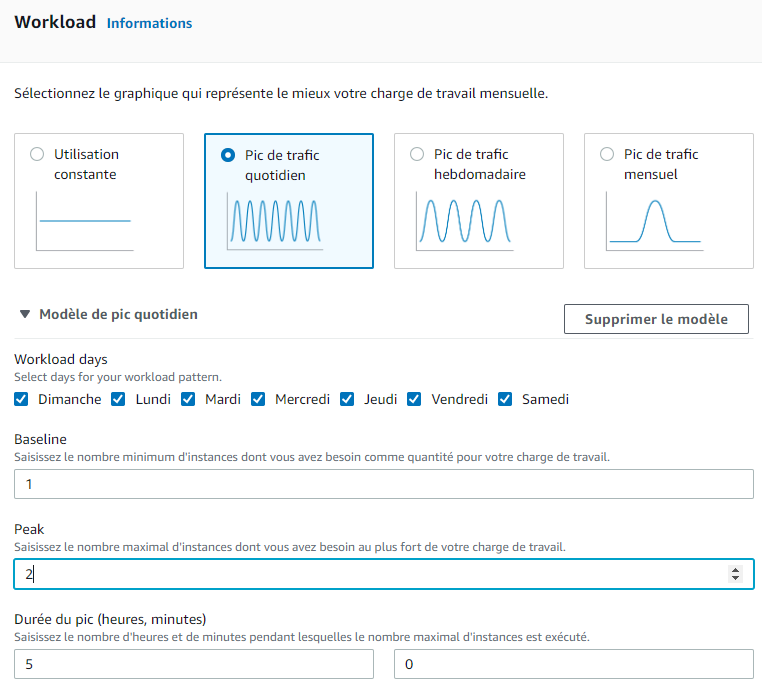 Workload Informations
Sélectionnez le graphique qui représente le mieux votre charge de travail mensuelle.
Utilisation constante
Pic de trafic quotidien
Pic de trafic hebdomadaire
Pic de trafic mensuel
Modèle de pic quotidien
Supprimer le modèle
Workload days
Select days for your workload pattern.
Dimanche Lundi Mardi Mercredi Jeudi Vendredi Samedi
Baseline
Saisissez le nombre minimum d'instances dont vous avez besoin comme quantité pour votre charge de travail.
1
Peak
Saisissez le nombre maximal d'instances dont vous avez besoin au plus fort de votre charge de travail.
2
Durée du pic (heures, minutes)
Saisissez le nombre d'heures et de minutes pendant lesquelles le nombre maximal d'instances est exécuté.
5 0